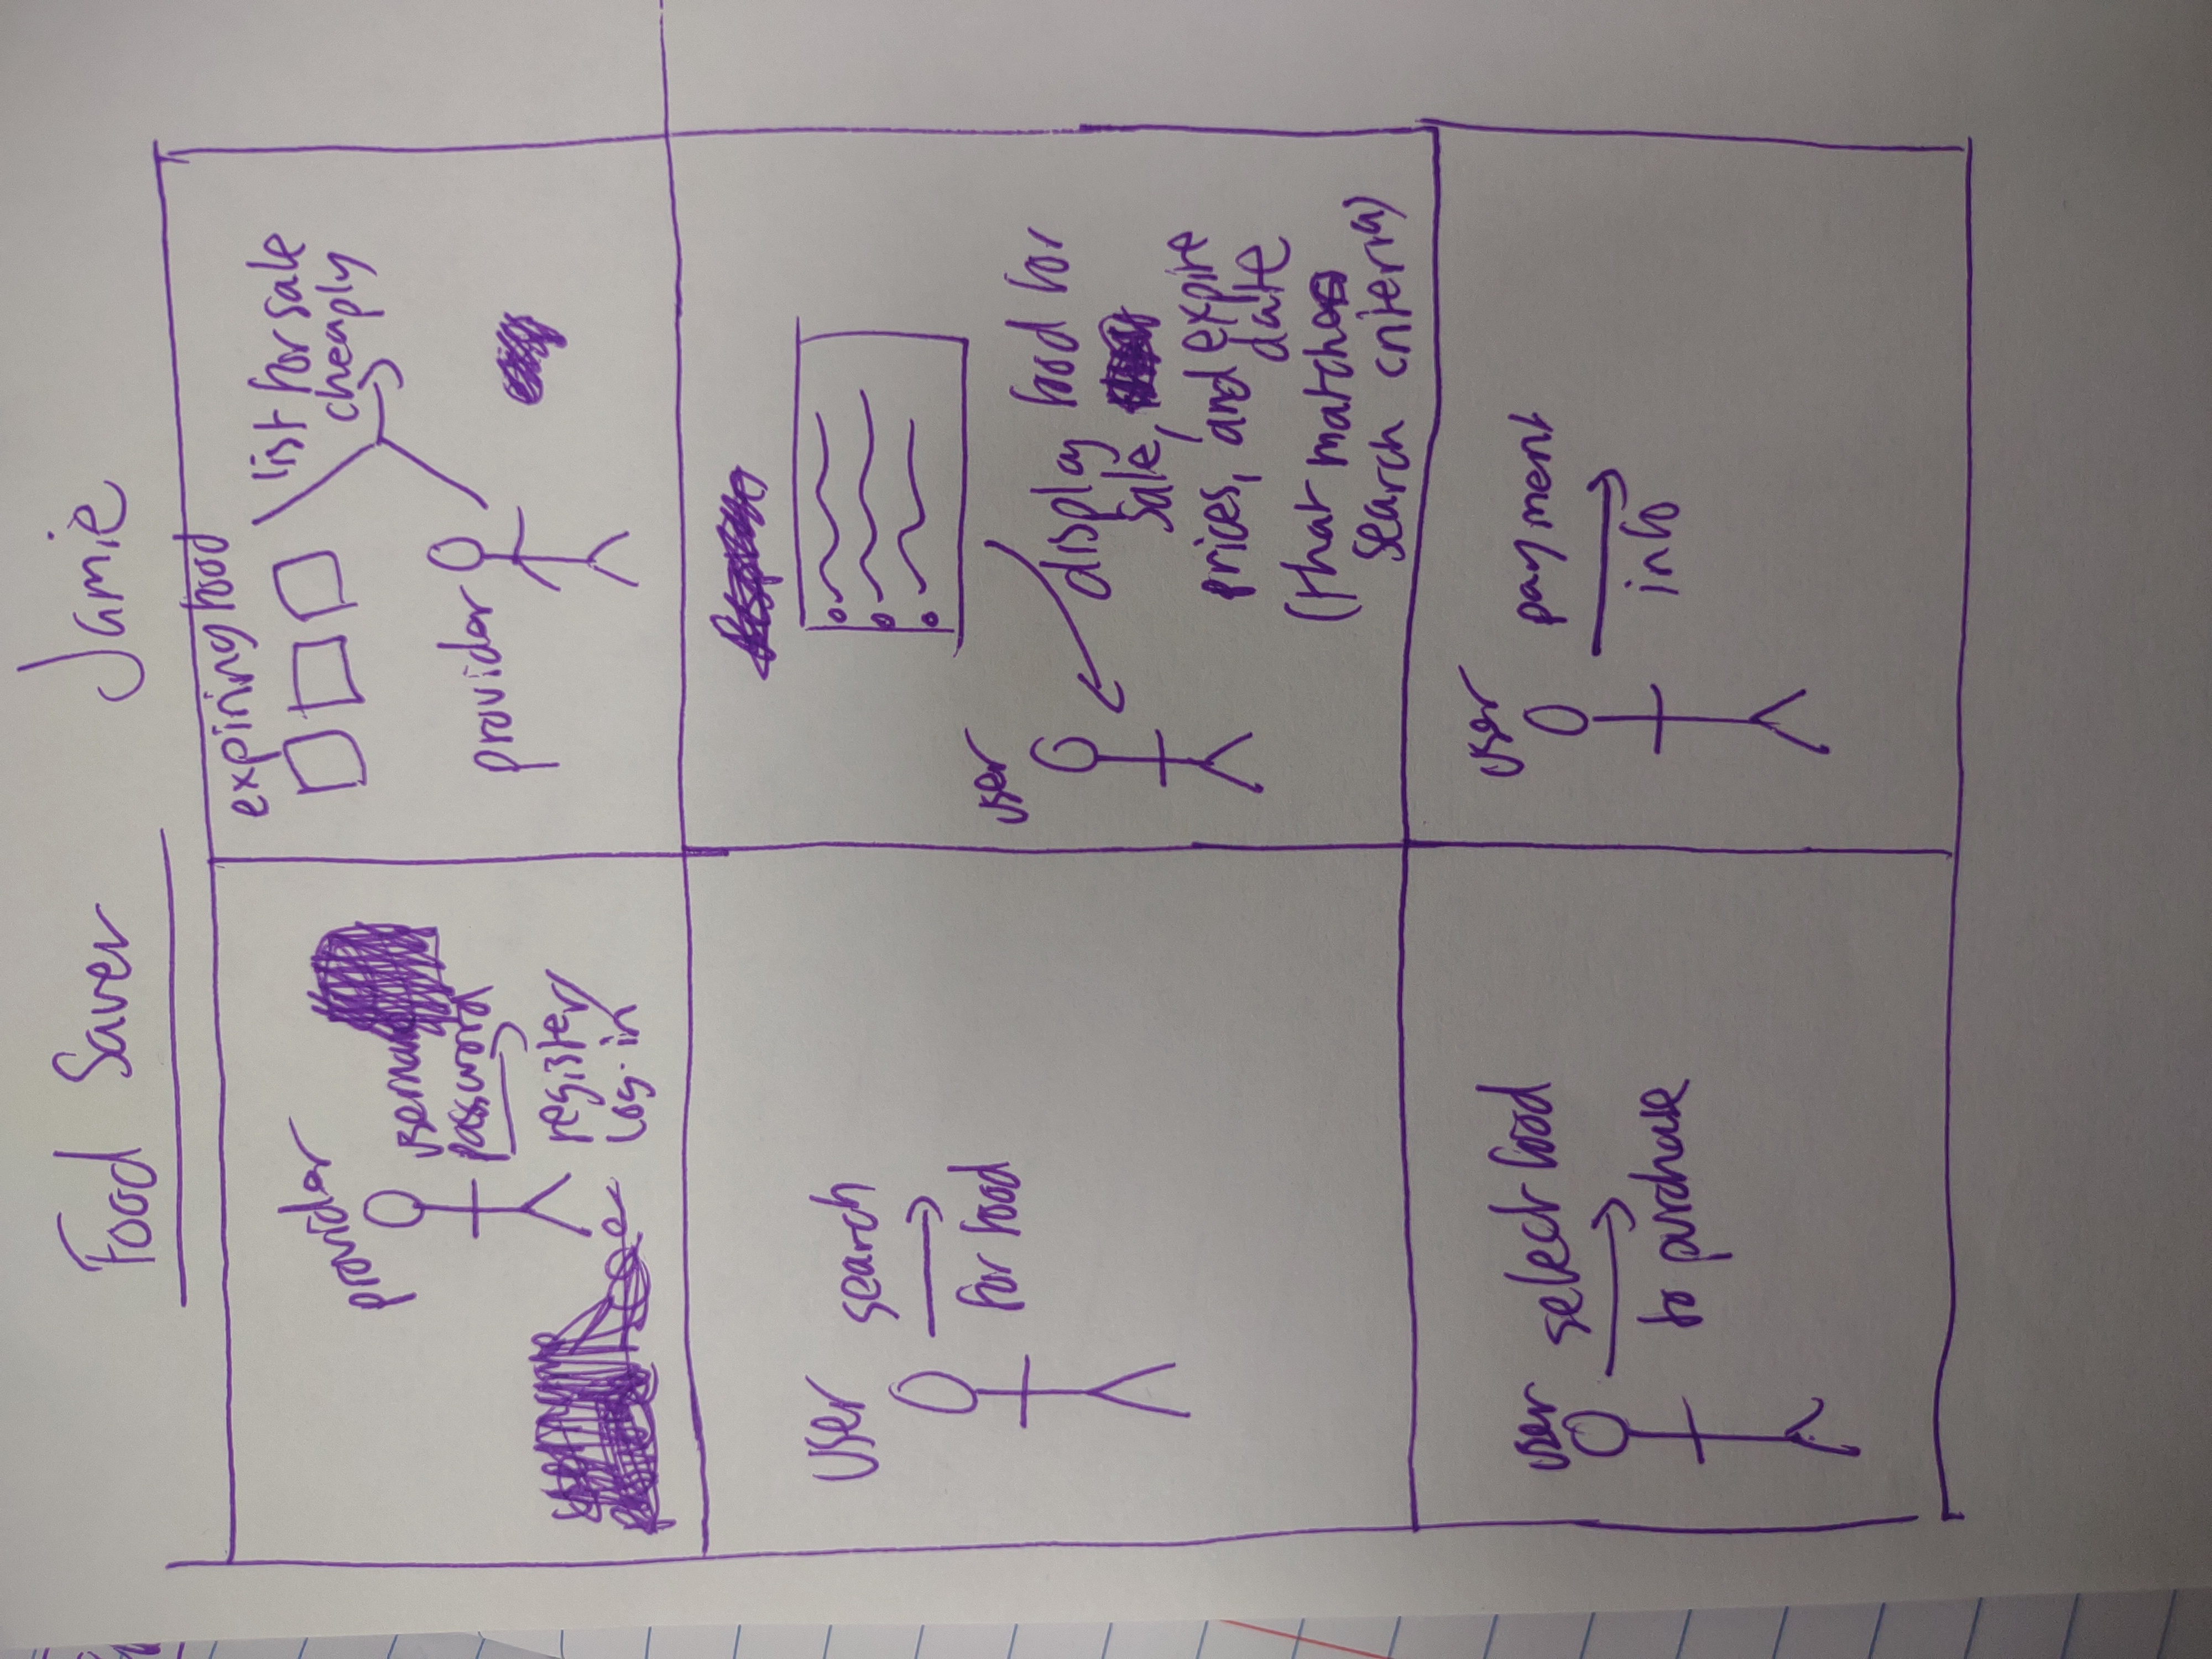 Food Saver Jamie
provider
password
register/
log-in
expiring food
list for sale
cheaply
provider
user
search
for food
user
display food for
sale,
prices, and expire
date
(that match
search criteria)
user
select food
to purchase
user
payment
info